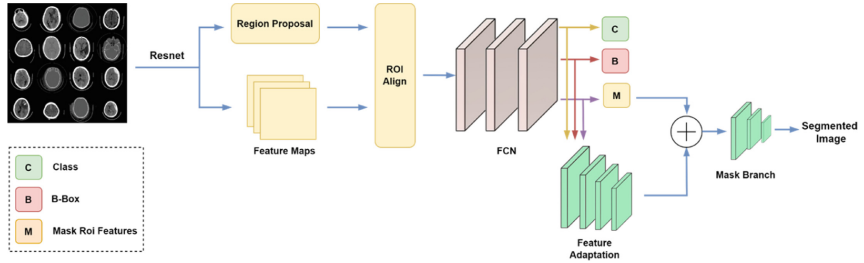 Resnet
Region Proposal
Feature Maps
ROI
Align
FCN
C
B
M
Feature
Adaptation
Mask Branch
Segmented
Image
C Class
B B-Box
M Mask Roi Features